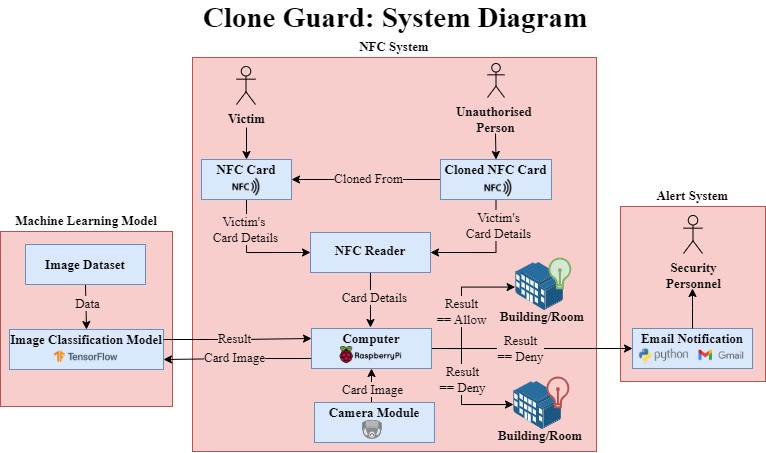 Clone Guard: System Diagram
NFC System
Victim
Unauthorised
Person
NFC Card
NFC
Cloned From
Cloned NFC Card
NFC
Victim's
Card Details
Victim's
Card Details
NFC Reader
Card Details
Machine Learning Model
Image Dataset
Data
Image Classification Model
TensorFlow
Result
Card Image
Computer
RaspberryPi
Card Image
Camera Module
Result
== Allow
Building/Room
Result
== Deny
Building/Room
Result
== Deny
Alert System
Security
Personnel
Email Notification
python
Gmail